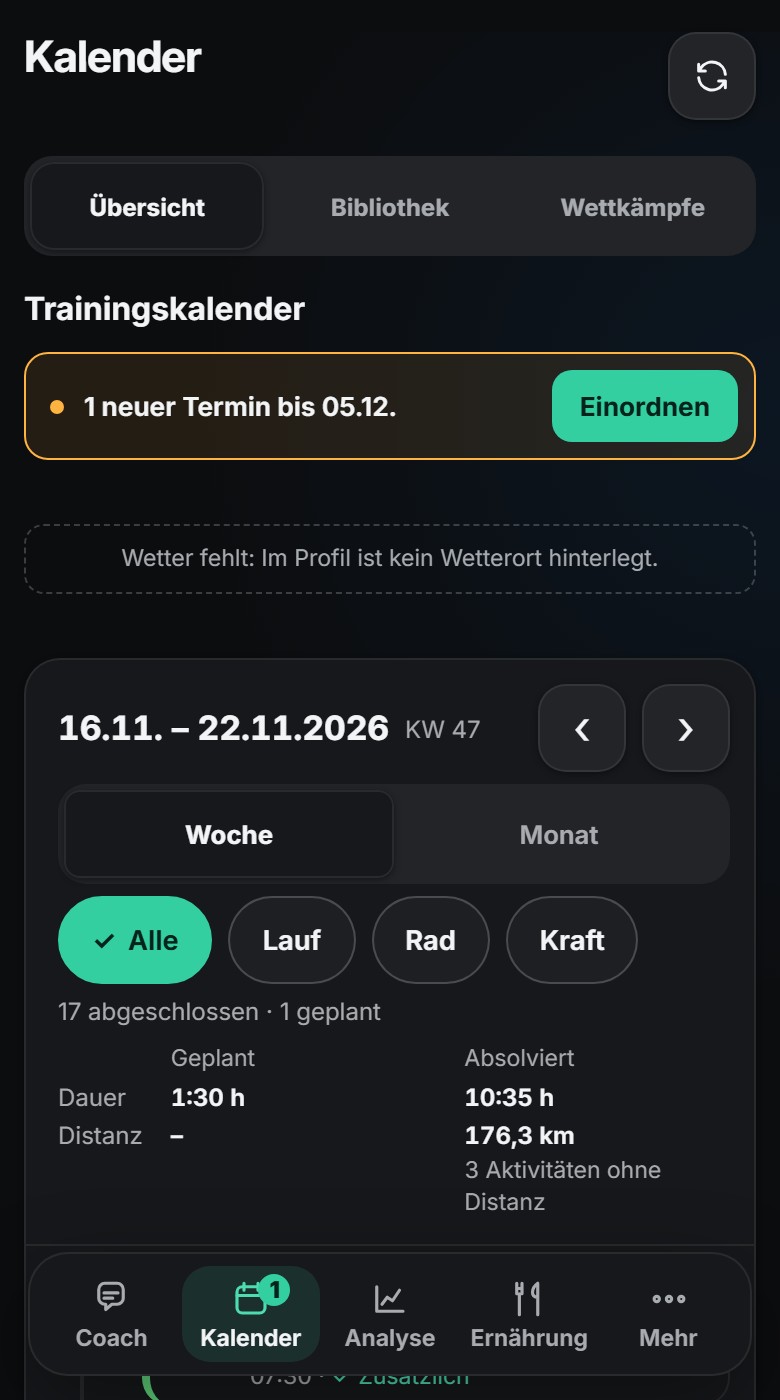 Kalender
Übersicht Bibliothek Wettkämpfe
Trainingskalender
1 neuer Termin bis 05.12. Einordnen
Wetter fehlt: Im Profil ist kein Wetterort hinterlegt.
16.11. – 22.11.2026 KW 47 ‹ ›
Woche Monat
✓ Alle Lauf Rad Kraft
17 abgeschlossen · 1 geplant
Geplant Absolviert
Dauer 1:30 h 10:35 h
Distanz – 176,3 km
3 Aktivitäten ohne
Distanz
1
Coach Kalender Analyse Ernährung Mehr
07:30 · ✓ Zusätzlich